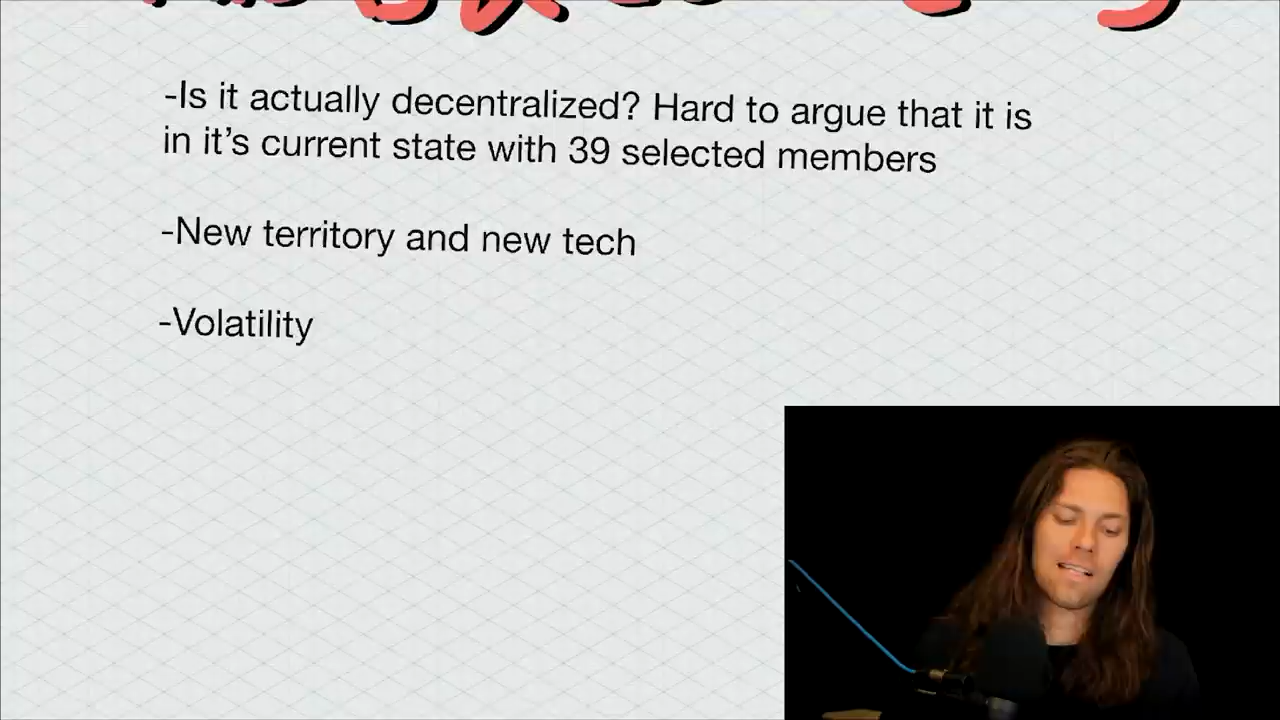 -Is it actually decentralized? Hard to argue that it is
in it’s current state with 39 selected members
-New territory and new tech
-Volatility